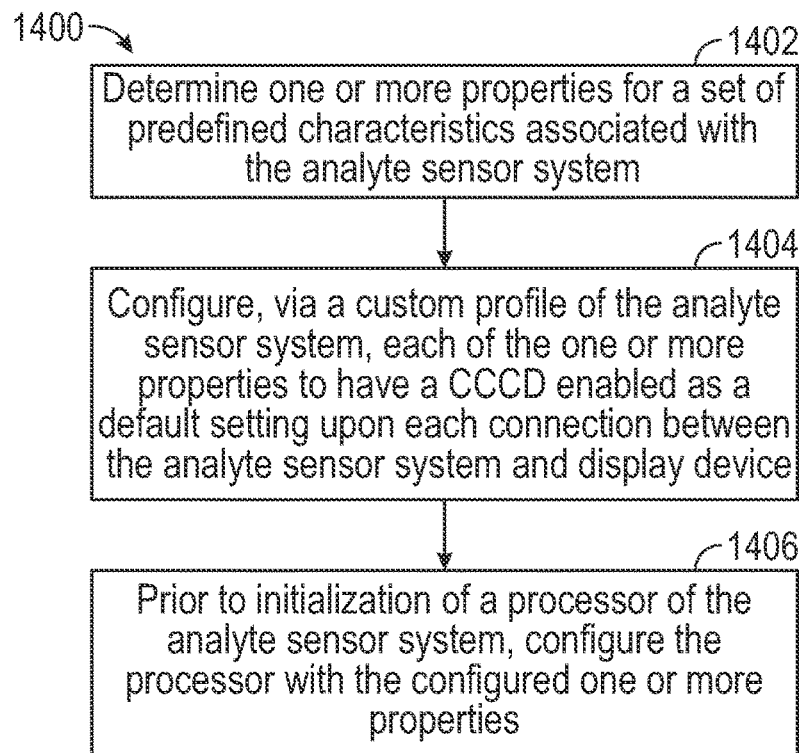 1400
1402
Determine one or more properties for a set of
predefined characteristics associated with
the analyte sensor system
1404
Configure, via a custom profile of the analyte
sensor system, each of the one or more
properties to have a CCCD enabled as a
default setting upon each connection between
the analyte sensor system and display device
1406
Prior to initialization of a processor of the
analyte sensor system, configure the
processor with the configured one or more
properties